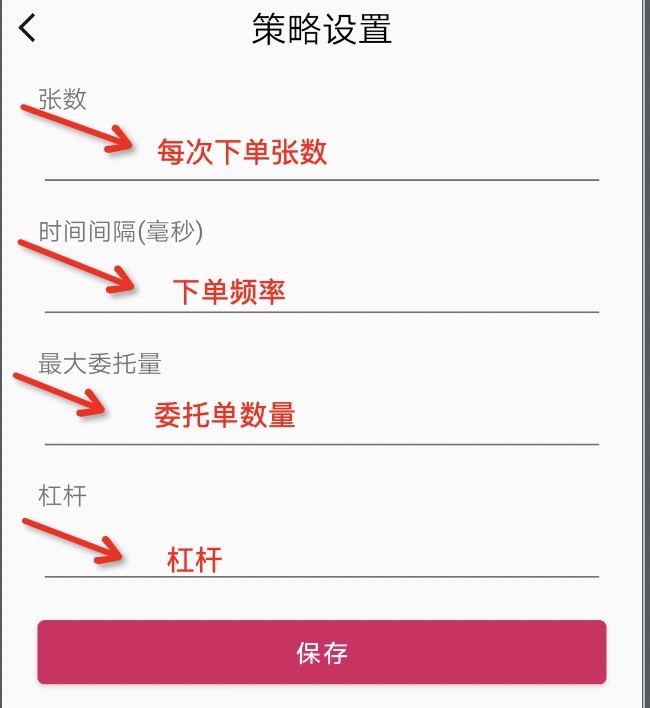 策略设置
张数
每次下单张数
时间间隔(毫秒)
下单频率
最大委托量
委托单数量
杠杆
杠杆
保存